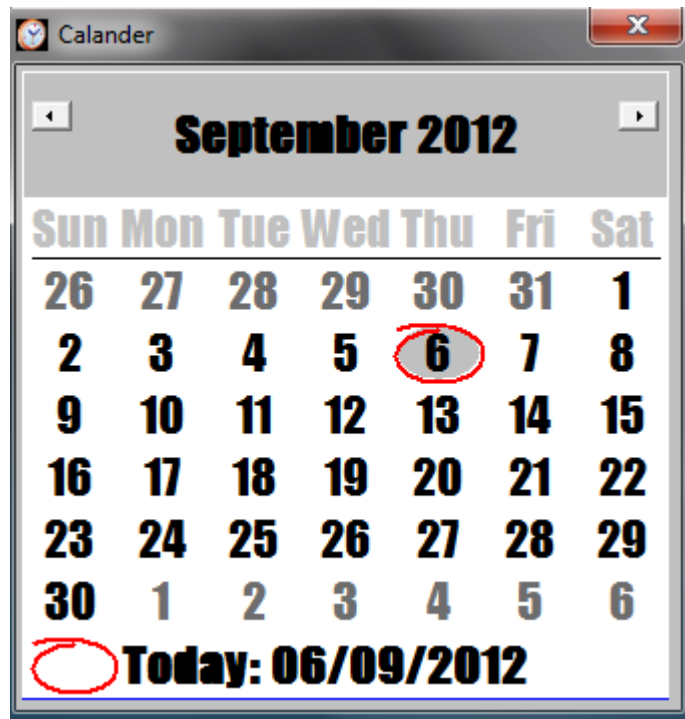 Calander
September 2012
Sun Mon Tue Wed Thu Fri Sat
26 27 28 29 30 31 1
2 3 4 5 6 7 8
9 10 11 12 13 14 15
16 17 18 19 20 21 22
23 24 25 26 27 28 29
30 1 2 3 4 5 6
Today: 06/09/2012